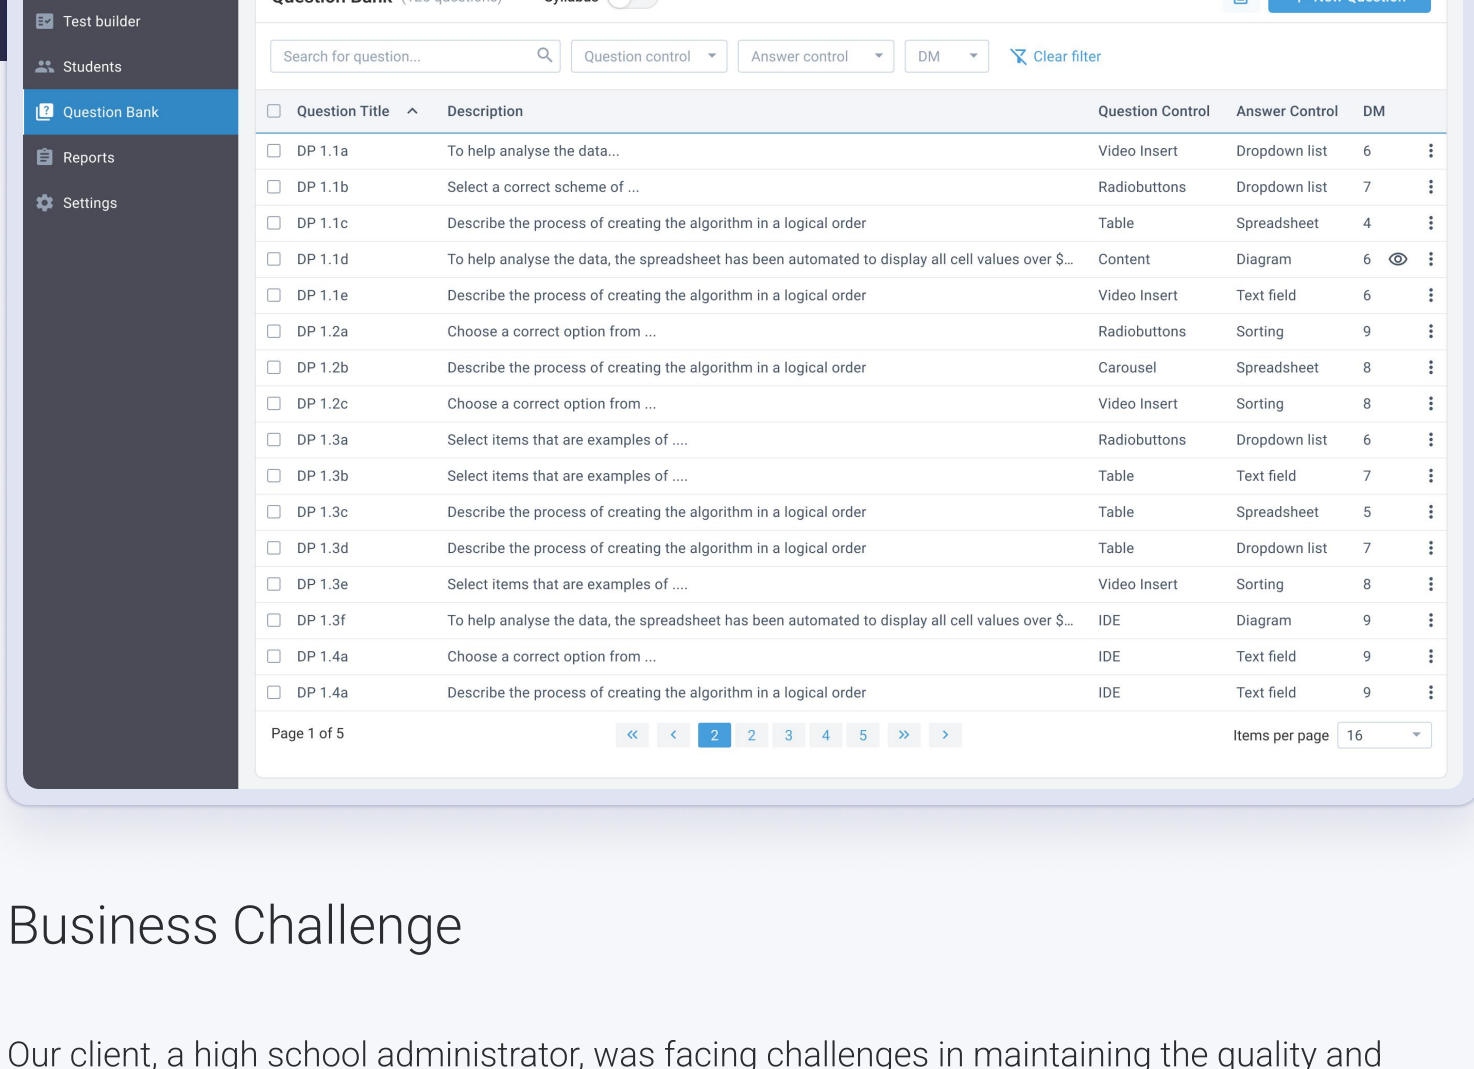 Test builder
Students
Question Bank
Reports
Settings
Question Bank (120 questions) Syllabus New Question
Search for question... Question control Answer control DM Clear filter
Question Title Description Question Control Answer Control DM
DP 1.1a To help analyse the data... Video Insert Dropdown list 6
DP 1.1b Select a correct scheme of ... Radiobuttons Dropdown list 7
DP 1.1c Describe the process of creating the algorithm in a logical order Table Spreadsheet 4
DP 1.1d To help analyse the data, the spreadsheet has been automated to display all cell values over $... Content Diagram 6
DP 1.1e Describe the process of creating the algorithm in a logical order Video Insert Text field 6
DP 1.2a Choose a correct option from ... Radiobuttons Sorting 9
DP 1.2b Describe the process of creating the algorithm in a logical order Carousel Spreadsheet 8
DP 1.2c Choose a correct option from ... Video Insert Sorting 8
DP 1.3a Select items that are examples of .... Radiobuttons Dropdown list 6
DP 1.3b Select items that are examples of .... Table Text field 7
DP 1.3c Describe the process of creating the algorithm in a logical order Table Spreadsheet 5
DP 1.3d Describe the process of creating the algorithm in a logical order Table Dropdown list 7
DP 1.3e Select items that are examples of .... Video Insert Sorting 8
DP 1.3f To help analyse the data, the spreadsheet has been automated to display all cell values over $... IDE Diagram 9
DP 1.4a Choose a correct option from ... IDE Text field 9
DP 1.4a Describe the process of creating the algorithm in a logical order IDE Text field 9
Page 1 of 5 « < 2 2 3 4 5 » > Items per page 16
Business Challenge
Our client, a high school administrator, was facing challenges in maintaining the quality and